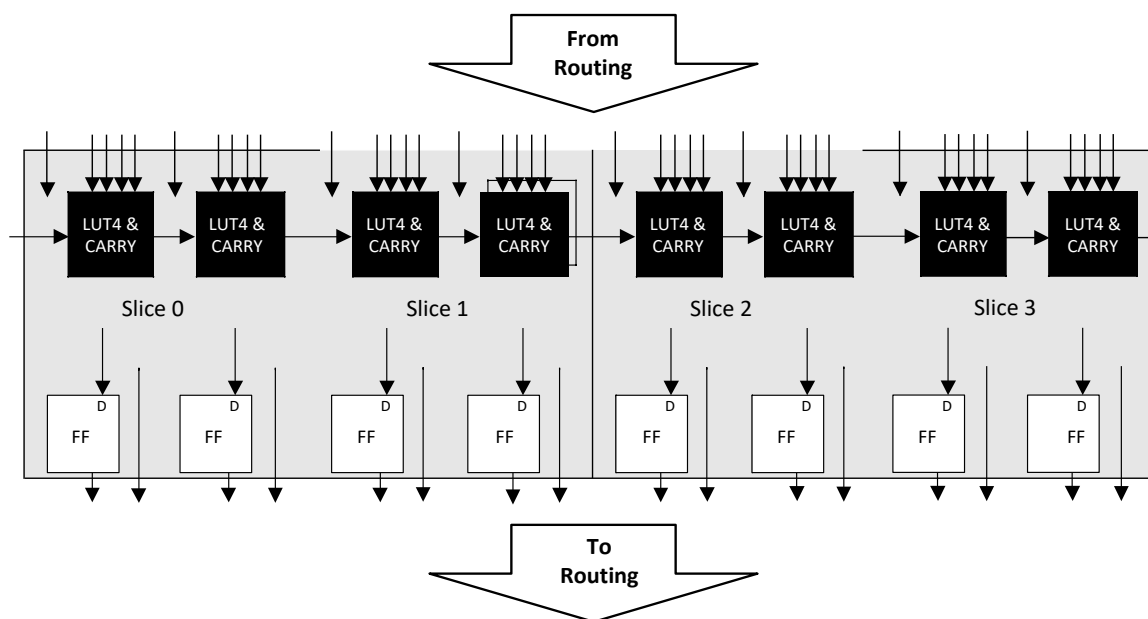 From
Routing
LUT4 &
CARRY
LUT4 &
CARRY
LUT4 &
CARRY
LUT4 &
CARRY
LUT4 &
CARRY
LUT4 &
CARRY
LUT4 &
CARRY
LUT4 &
CARRY
Slice 0
Slice 1
Slice 2
Slice 3
D
FF
D
FF
D
FF
D
FF
D
FF
D
FF
D
FF
D
FF
To
Routing